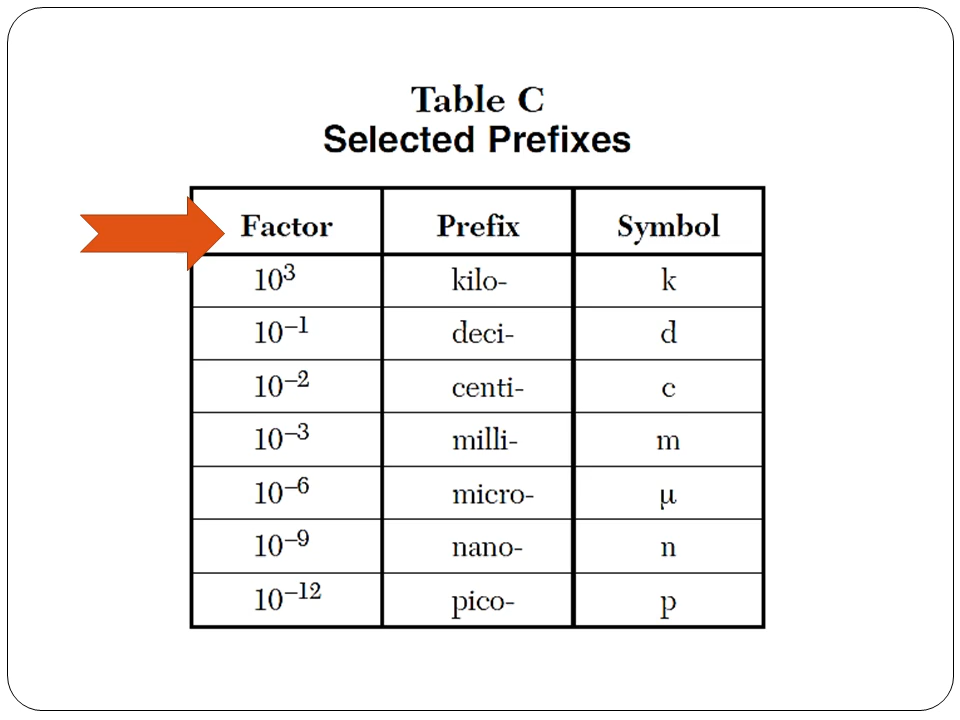 Table C
Selected Prefixes
Factor Prefix Symbol
10³ kilo- k
10⁻¹ deci- d
10⁻² centi- c
10⁻³ milli- m
10⁻⁶ micro- μ
10⁻⁹ nano- n
10⁻¹² pico- p